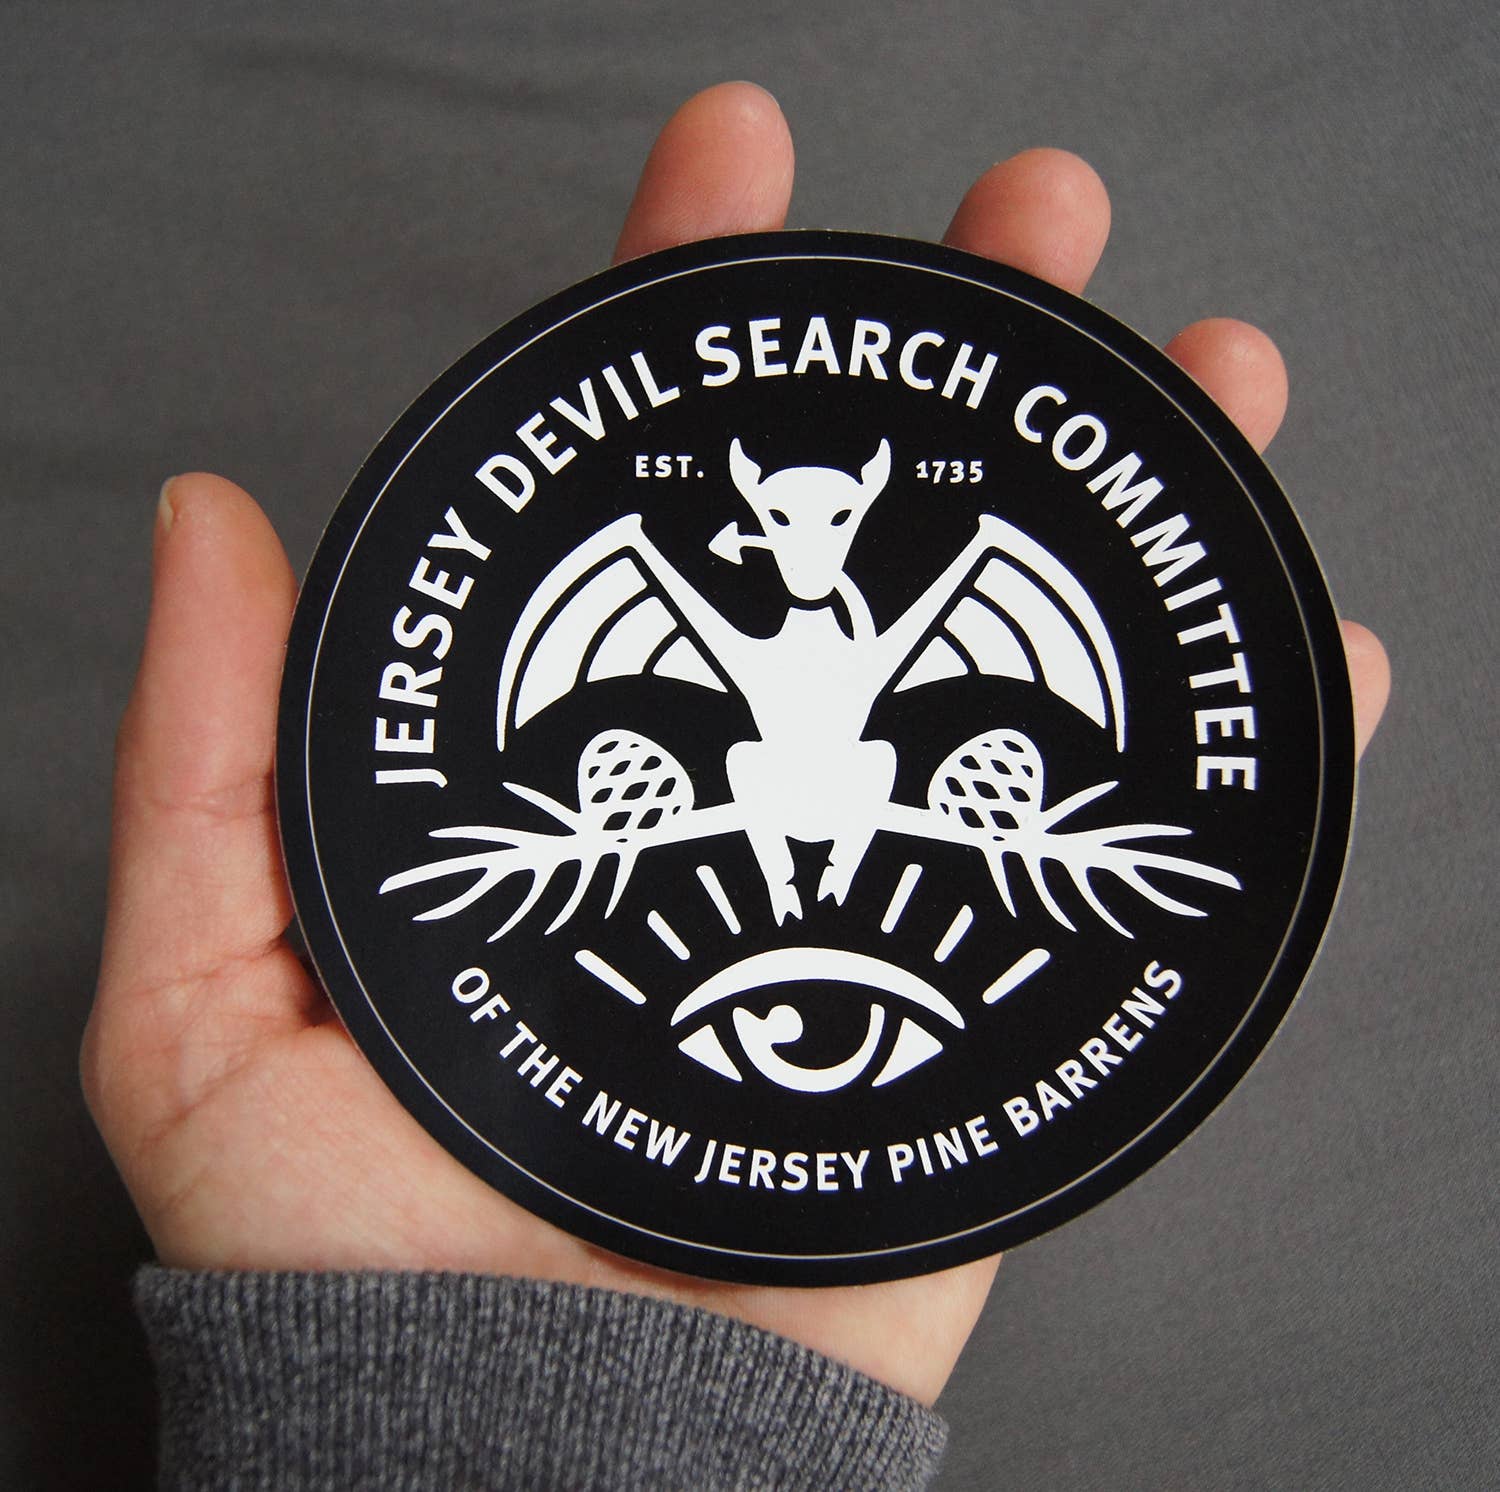 JERSEY DEVIL SEARCH COMMITTEE
EST. 1735
OF THE NEW JERSEY PINE BARRENS